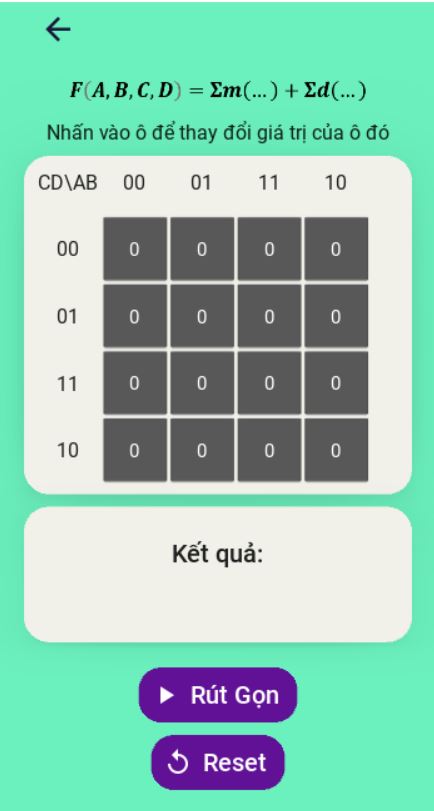 F(A, B, C, D) = Σm(...) + Σd(...)
Nhấn vào ô để thay đổi giá trị của ô đó
CD\AB 00 01 11 10
00 0 0 0 0
01 0 0 0 0
11 0 0 0 0
10 0 0 0 0
Kết quả:
Rút Gọn
Reset